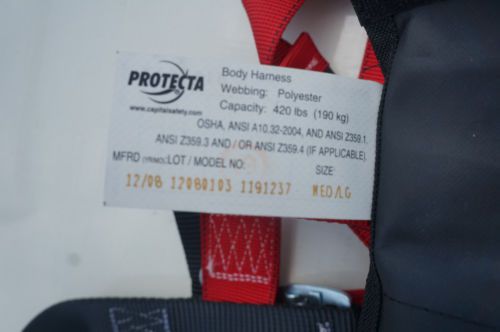 PROTECTA
www.capitalsafety.com
Body Harness
Webbing: Polyester
Capacity: 420 lbs (190 kg)
OSHA, ANSI A10.32-2004, AND ANSI Z359.1,
ANSI Z359.3 AND/OR ANSI Z359.4 (IF APPLICABLE).
MFRD (YR/MO)/LOT / MODEL NO: SIZE:
12/08 12080103 1191237 MED/LG